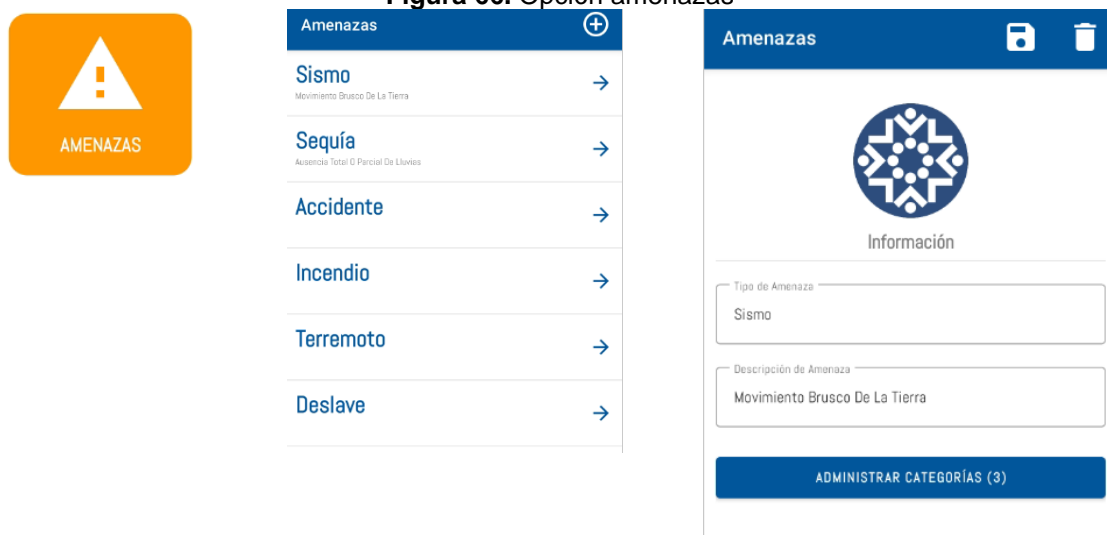 Opción amenazas
AMENAZAS
Amenazas
Sismo
Movimiento Brusco De La Tierra
Sequía
Ausencia Total O Parcial De Lluvias
Accidente
Incendio
Terremoto
Deslave
Amenazas
Información
Tipo de Amenaza
Sismo
Descripción de Amenaza
Movimiento Brusco De La Tierra
ADMINISTRAR CATEGORÍAS (3)